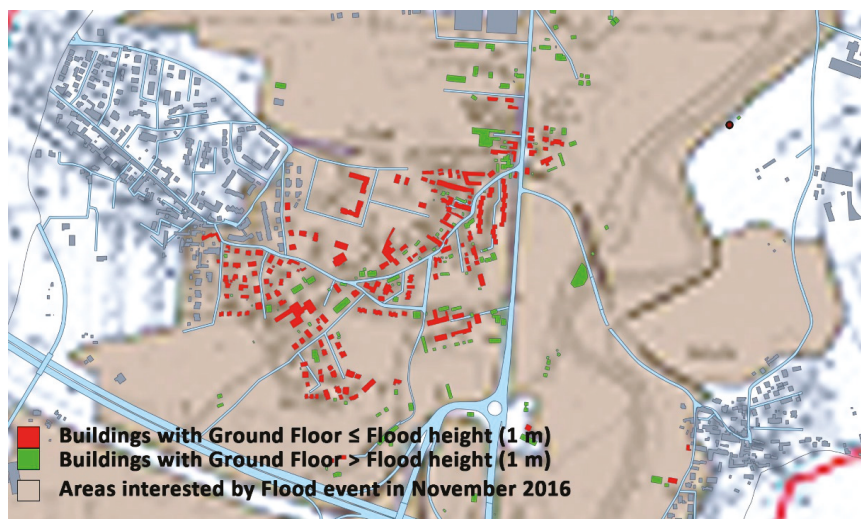 Buildings with Ground Floor ≤ Flood height (1 m)
Buildings with Ground Floor > Flood height (1 m)
Areas interested by Flood event in November 2016